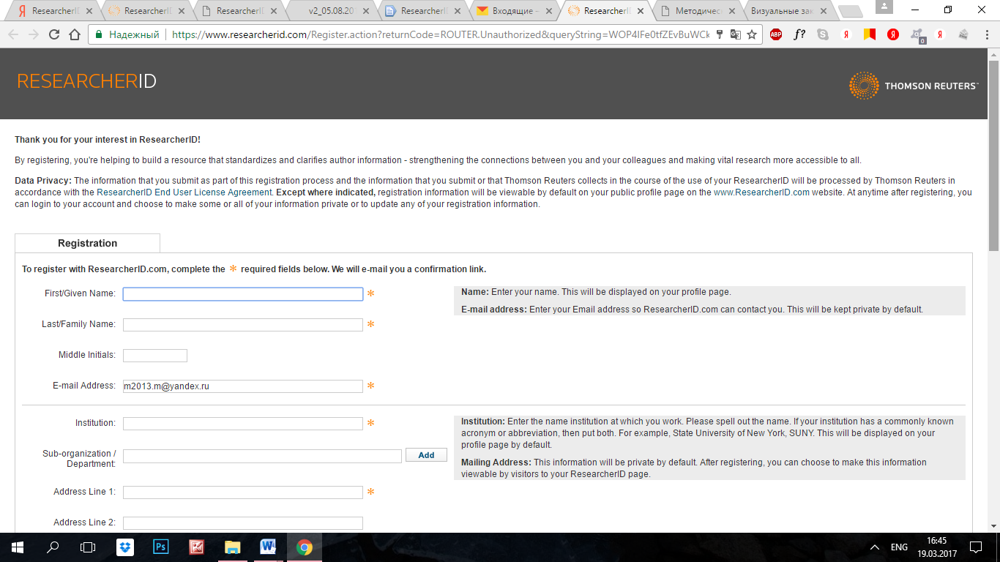 ResearcherI
ResearcherI
ResearcherI
v2_05.08.20
ResearcherI
Входящие –
ResearcherI
Методичес
Визуальные зак
Надежный
https://www.researcherid.com/Register.action?returnCode=ROUTER.Unauthorized&queryString=WOP4IFe0tfZEvBuWCk
RESEARCHERID
THOMSON REUTERS™
Thank you for your interest in ResearcherID!
By registering, you're helping to build a resource that standardizes and clarifies author information - strengthening the connections between you and your colleagues and making vital research more accessible to all.
Data Privacy: The information that you submit as part of this registration process and the information that you submit or that Thomson Reuters collects in the course of the use of your ResearcherID will be processed by Thomson Reuters in
accordance with the ResearcherID End User License Agreement. Except where indicated, registration information will be viewable by default on your public profile page on the www.ResearcherID.com website. At anytime after registering, you
can login to your account and choose to make some or all of your information private or to update any of your registration information.
Registration
To register with ResearcherID.com, complete the * required fields below. We will e-mail you a confirmation link.
First/Given Name: *
Name: Enter your name. This will be displayed on your profile page.
E-mail address: Enter your Email address so ResearcherID.com can contact you. This will be kept private by default.
Last/Family Name: *
Middle Initials:
E-mail Address: m2013.m@yandex.ru *
Institution: *
Institution: Enter the name institution at which you work. Please spell out the name. If your institution has a commonly known
acronym or abbreviation, then put both. For example, State University of New York, SUNY. This will be displayed on your
profile page by default.
Sub-organization /
Department:
Add
Mailing Address: This information will be private by default. After registering, you can choose to make this information
viewable by visitors to your ResearcherID page.
Address Line 1: *
Address Line 2:
ENG
16:45
19.03.2017